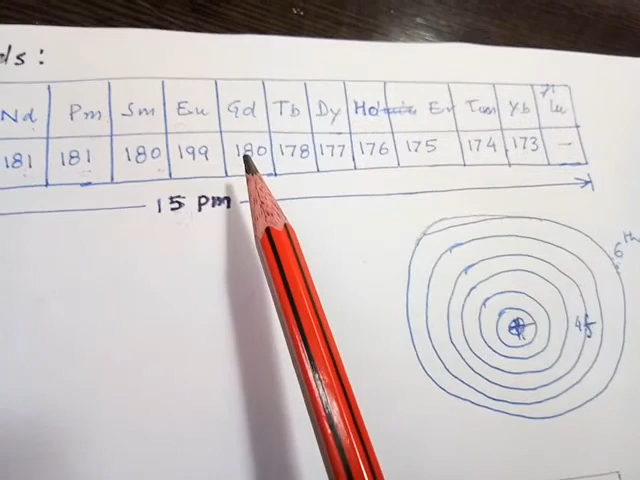 ds:
Nd Pm Sm Eu Gd Tb Dy Ho Er Tm Yb Lu
181 181 180 199 180 178 177 176 175 174 173 —
15 pm
6th
4f